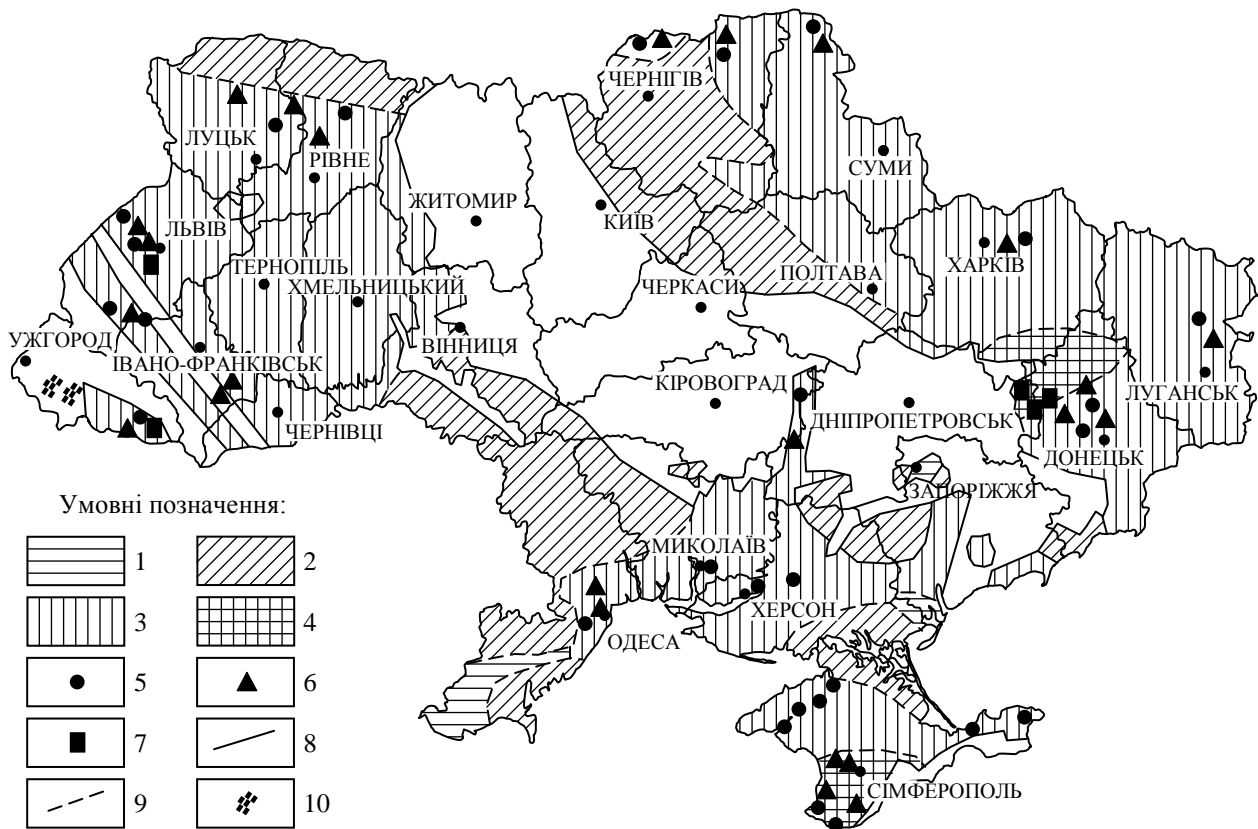 ЧЕРНІГІВ
ЛУЦЬК
РІВНЕ
СУМИ
ЖИТОМИР
КИЇВ
ЛЬВІВ
ТЕРНОПІЛЬ
ХМЕЛЬНИЦЬКИЙ
ПОЛТАВА
ХАРКІВ
ЧЕРКАСИ
УЖГОРОД
ІВАНО-ФРАНКІВСЬК
ВІННИЦЯ
КІРОВОГРАД
ЛУГАНСЬК
ЧЕРНІВЦІ
ДНІПРОПЕТРОВСЬК
ДОНЕЦЬК
ЗАПОРІЖЖЯ
МИКОЛАЇВ
ХЕРСОН
ОДЕСА
СІМФЕРОПОЛЬ
Умовні позначення:
1
2
3
4
5
6
7
8
9
10